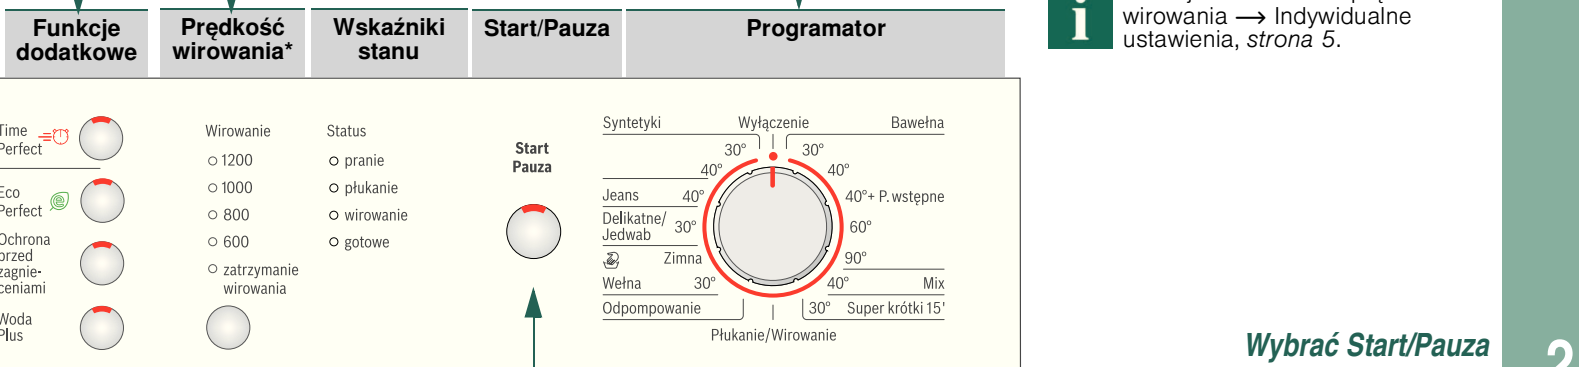 Funkcje
dodatkowe
Prędkość
wirowania*
Wskaźniki
stanu
Start/Pauza
Programator
wirowania → Indywidualne
ustawienia, strona 5.
Time
Perfect
Eco
Perfect
Ochrona
przed
zagnie-
ceniami
Woda
Plus
Wirowanie
1200
1000
800
600
zatrzymanie
wirowania
Status
pranie
płukanie
wirowanie
gotowe
Start
Pauza
Syntetyki
Wyłączenie
Bawełna
30° 30°
40° 40°
Jeans 40° 40°+ P. wstępne
Delikatne/
Jedwab 30° 60°
Zimna 90°
Wełna 30° 40° Mix
Odpompowanie 30° Super krótki 15'
Płukanie/Wirowanie
Wybrać Start/Pauza
2